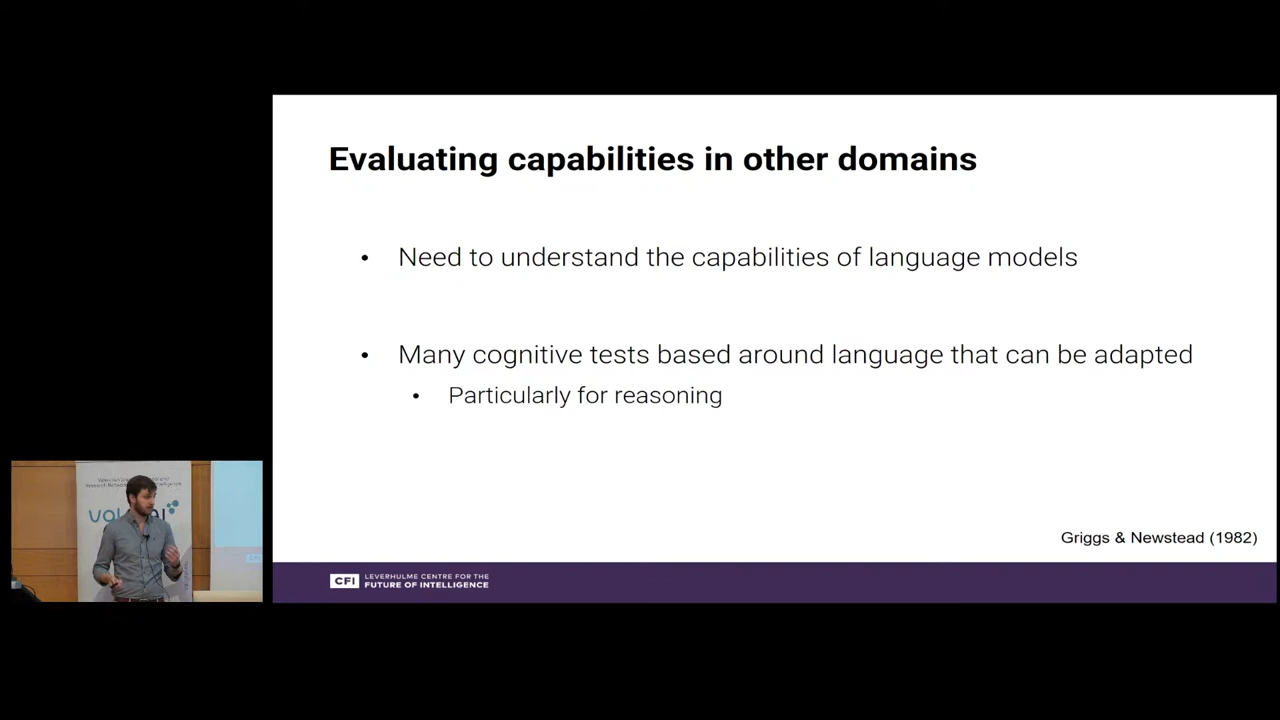 Evaluating capabilities in other domains
• Need to understand the capabilities of language models
• Many cognitive tests based around language that can be adapted
• Particularly for reasoning
Griggs & Newstead (1982)
CFI LEVERHULME CENTRE FOR THE
FUTURE OF INTELLIGENCE